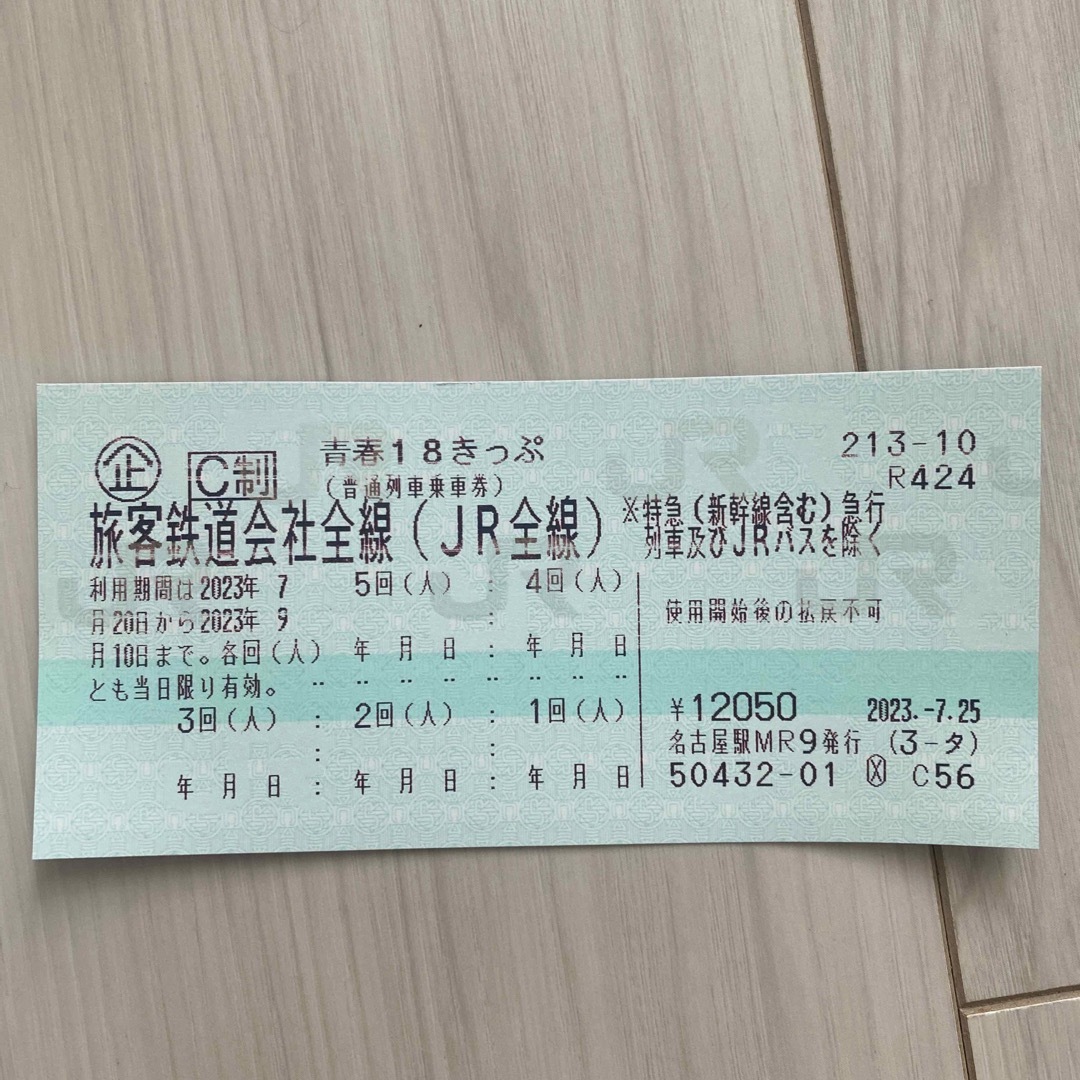 企 C制 青春18きっぷ 213-10
(普通列車乗車券) R424
旅客鉄道会社全線(JR全線) ※特急(新幹線含む)急行
列車及びJRバスを除く
利用期間は2023年 7
月20日から2023年 9
月10日まで。各回(人)
とも当日限り有効。
5回(人) : 4回(人)
:
年 月 日 : 年 月 日
‥ ‥ ‥ ‥ ‥ ‥ ‥ ‥
3回(人) : 2回(人) : 1回(人)
: :
年 月 日 : 年 月 日 : 年 月 日
使用開始後の払戻不可
¥12050 2023.-7.25
名古屋駅MR9発行 (3-タ)
50432-01 Ⓧ C56